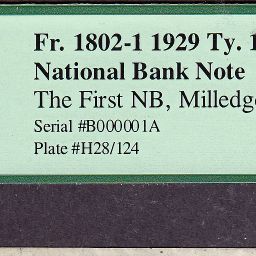 Fr. 1802-1 1929 Ty. 1
National Bank Note
The First NB, Milledge
Serial #B000001A
Plate #H28/124